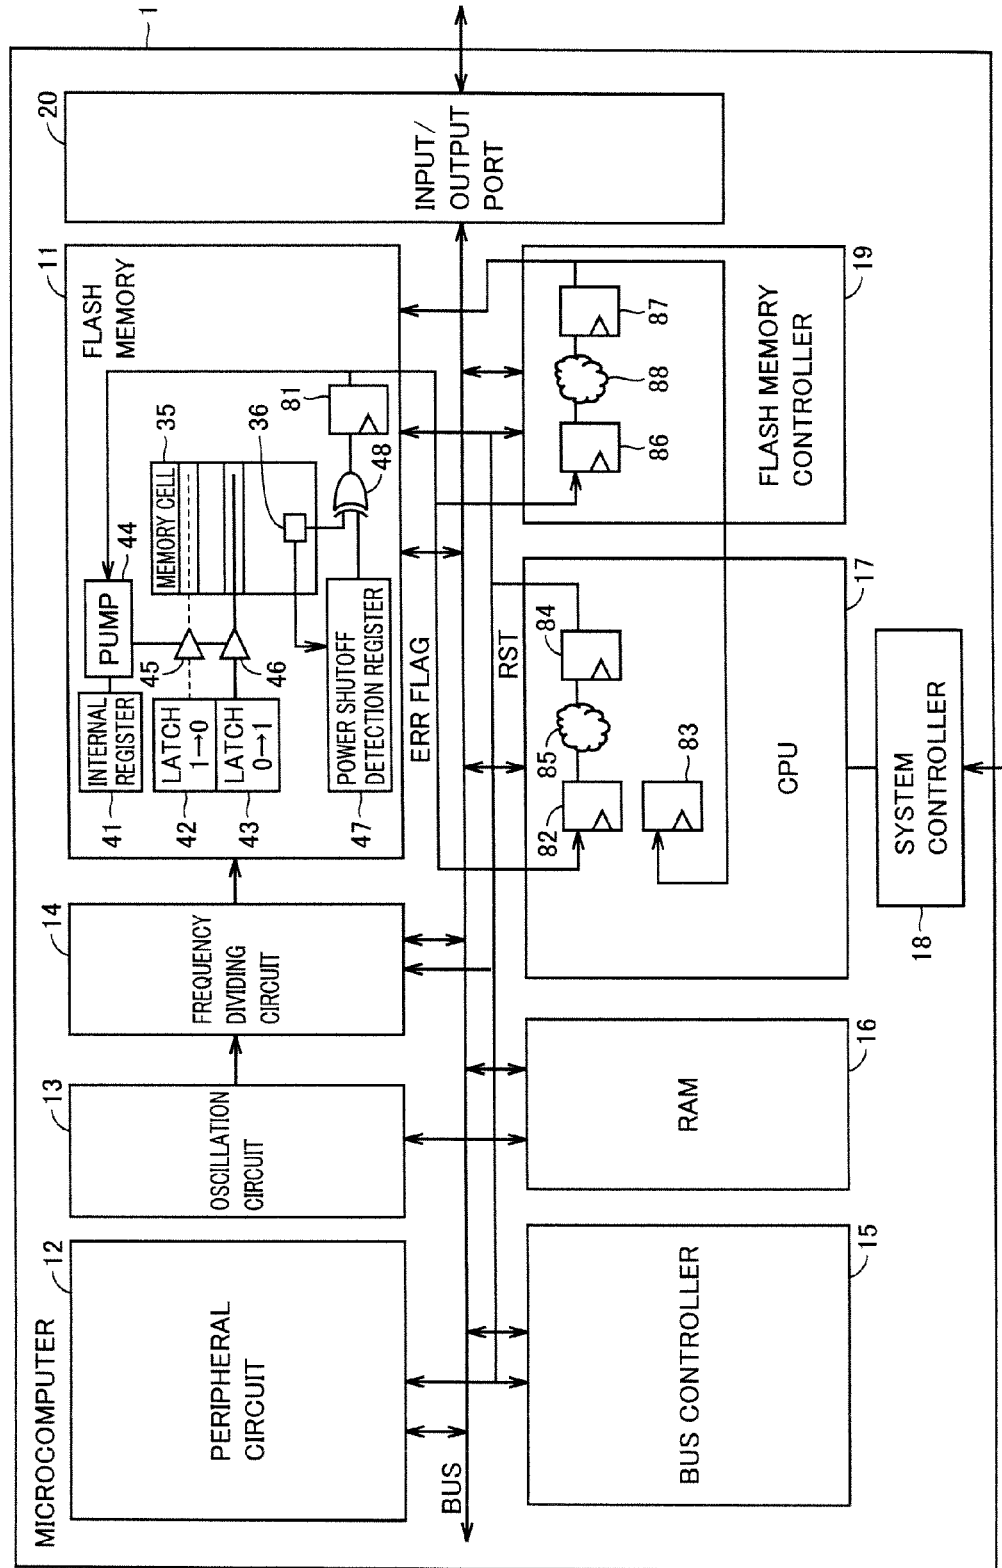 MICROCOMPUTER
1
12
PERIPHERAL
CIRCUIT
13
OSCILLATION
CIRCUIT
14
FREQUENCY
DIVIDING
CIRCUIT
11
FLASH
MEMORY
INTERNAL
REGISTER
41
PUMP
44
LATCH
1→0
42
LATCH
0→1
43
45
46
MEMORY CELL
35
36
POWER SHUTOFF
DETECTION REGISTER
47
48
81
20
INPUT/
OUTPUT
PORT
BUS
ERR FLAG
RST
15
BUS CONTROLLER
16
RAM
17
CPU
82
85
84
83
18
SYSTEM
CONTROLLER
19
FLASH MEMORY
CONTROLLER
86
88
87